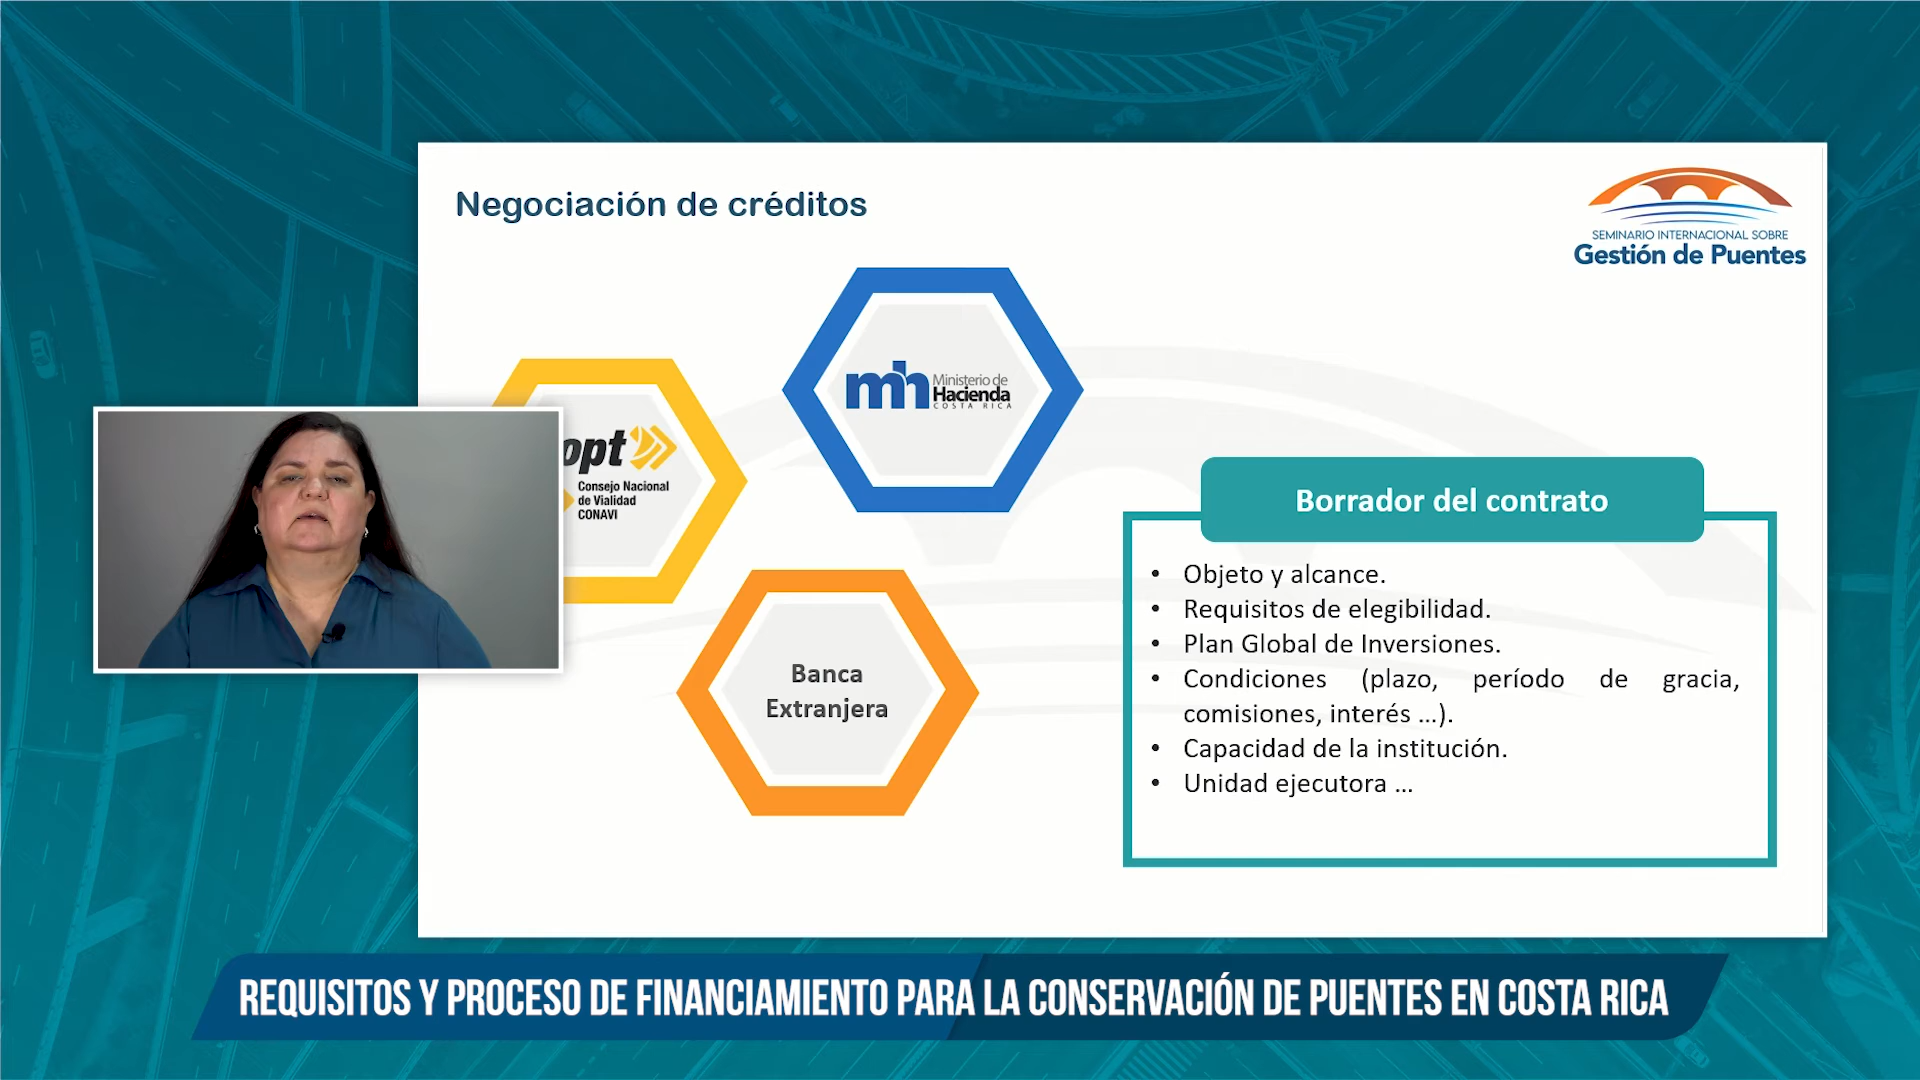 Negociación de créditos
SEMINARIO INTERNACIONAL SOBRE
Gestión de Puentes
mh Ministerio de
Hacienda
COSTA RICA
opt
Consejo Nacional
de Vialidad
CONAVI
Banca
Extranjera
Borrador del contrato
• Objeto y alcance.
• Requisitos de elegibilidad.
• Plan Global de Inversiones.
• Condiciones (plazo, período de gracia,
comisiones, interés ...).
• Capacidad de la institución.
• Unidad ejecutora ...
REQUISITOS Y PROCESO DE FINANCIAMIENTO PARA LA CONSERVACIÓN DE PUENTES EN COSTA RICA